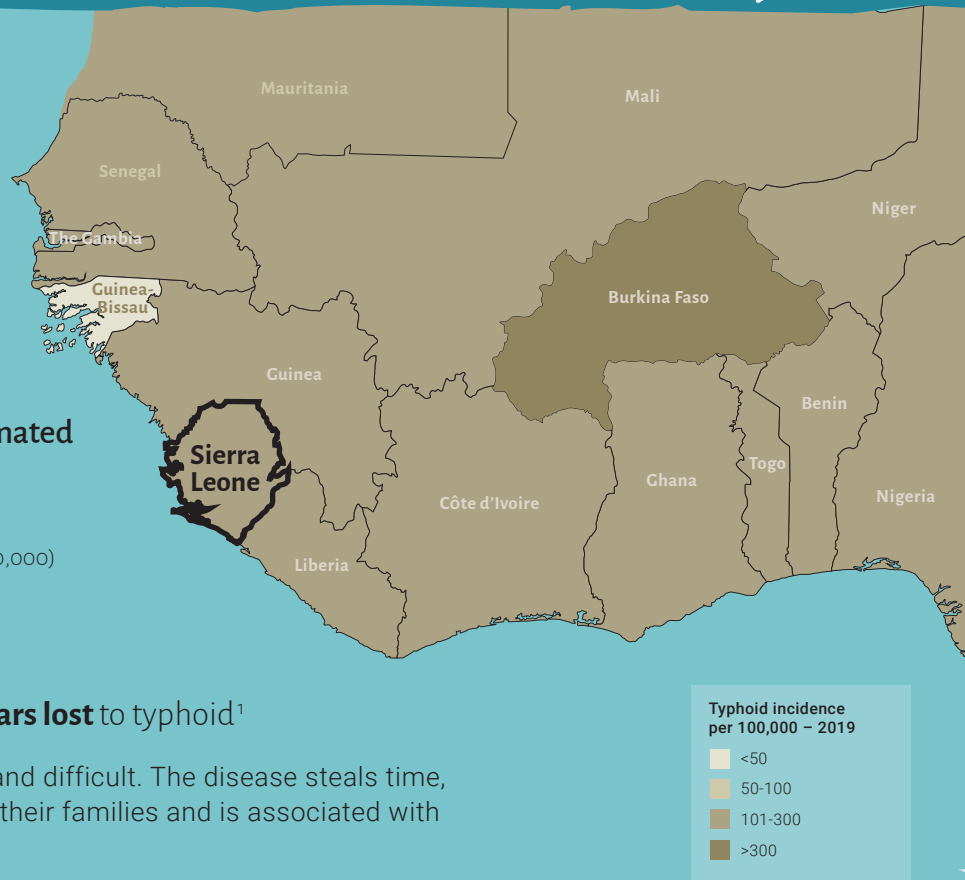 Mauritania
Mali
Senegal
Niger
The Gambia
Guinea-
Bissau
Burkina Faso
Guinea
Benin
Sierra
Leone
Togo
Ghana
Nigeria
Côte d'Ivoire
Liberia
nated
0,000)
ars lost to typhoid¹
and difficult. The disease steals time,
their families and is associated with
Typhoid incidence
per 100,000 – 2019
<50
50-100
101-300
>300